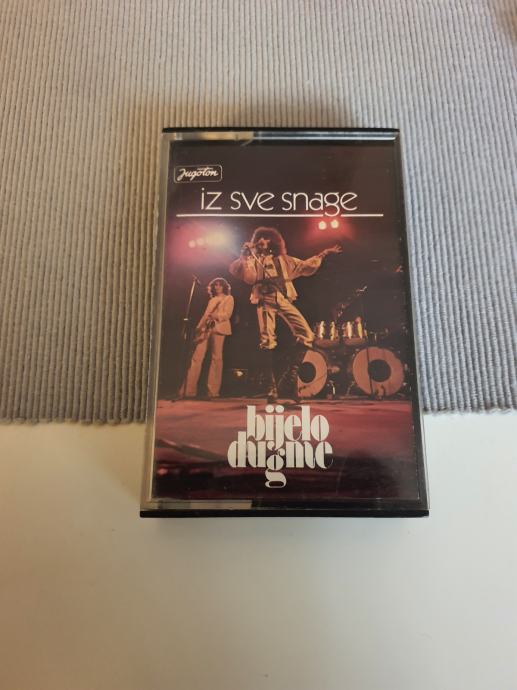 Jugoton
iz sve snage
bijelo
dugme